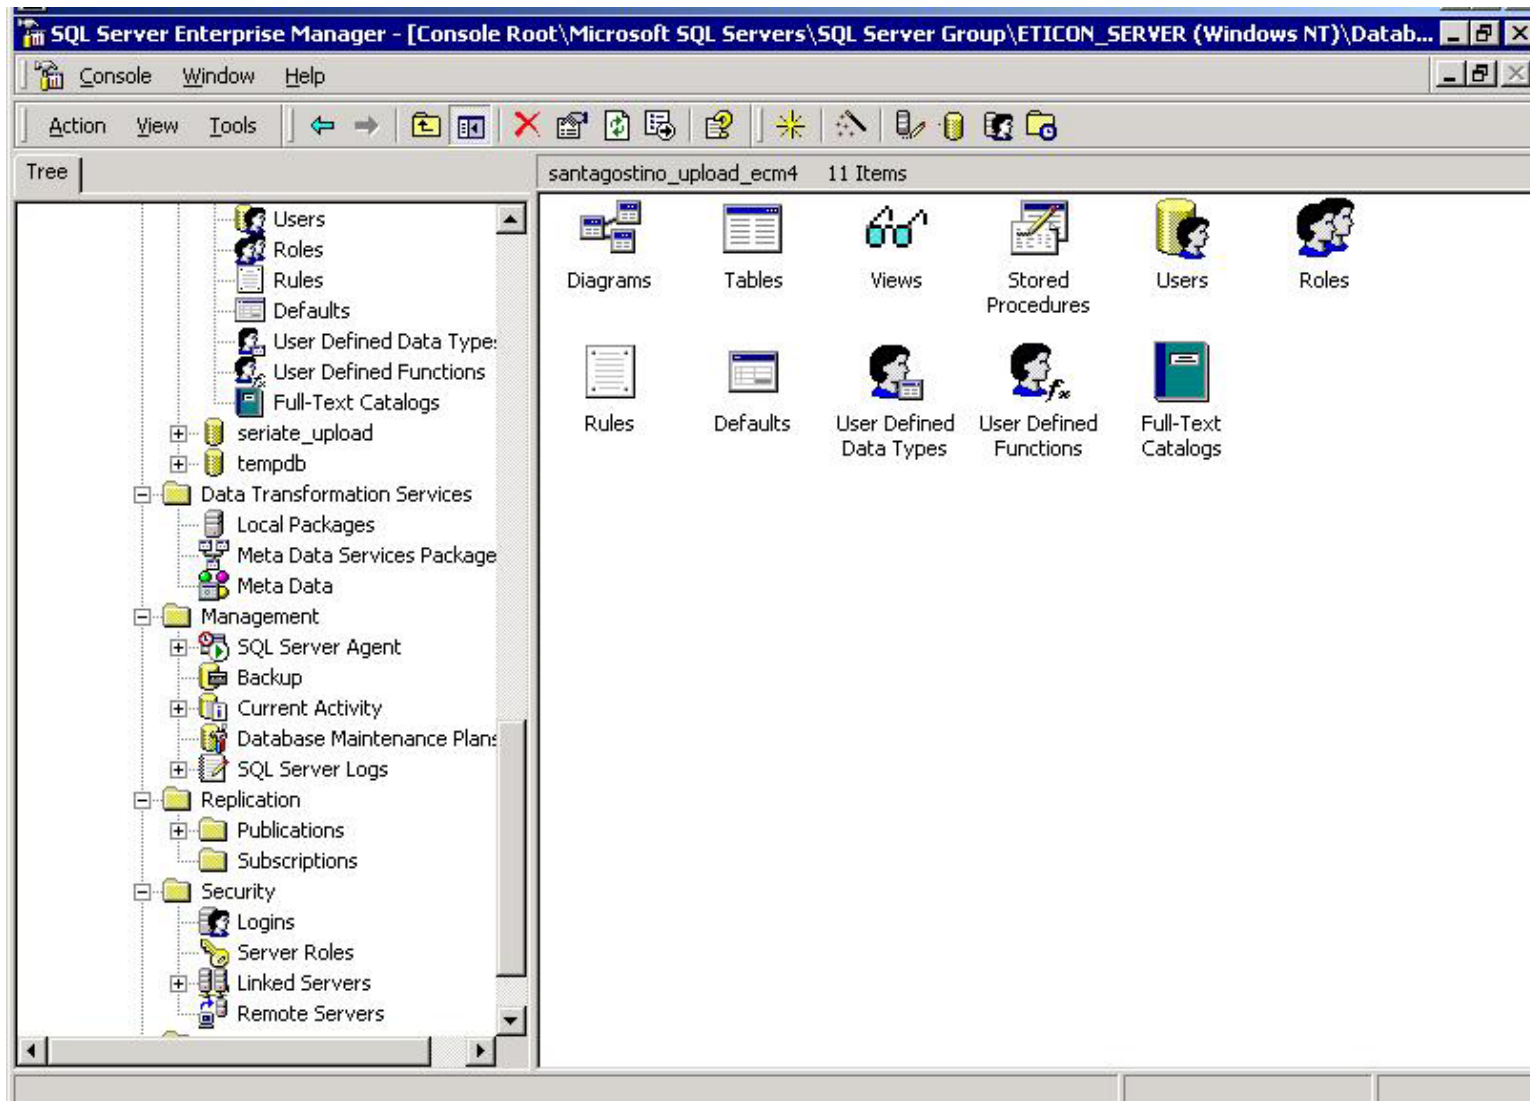 SQL Server Enterprise Manager - [Console Root\Microsoft SQL Servers\SQL Server Group\ETICON_SERVER (Windows NT)\Datab...
Console Window Help
Action View Tools
Tree
santagostino_upload_ecm4 11 Items
Users
Roles
Rules
Defaults
User Defined Data Type
User Defined Functions
Full-Text Catalogs
seriate_upload
tempdb
Data Transformation Services
Local Packages
Meta Data Services Package
Meta Data
Management
SQL Server Agent
Backup
Current Activity
Database Maintenance Plans
SQL Server Logs
Replication
Publications
Subscriptions
Security
Logins
Server Roles
Linked Servers
Remote Servers
Diagrams
Tables
Views
Stored
Procedures
Users
Roles
Rules
Defaults
User Defined
Data Types
User Defined
Functions
Full-Text
Catalogs